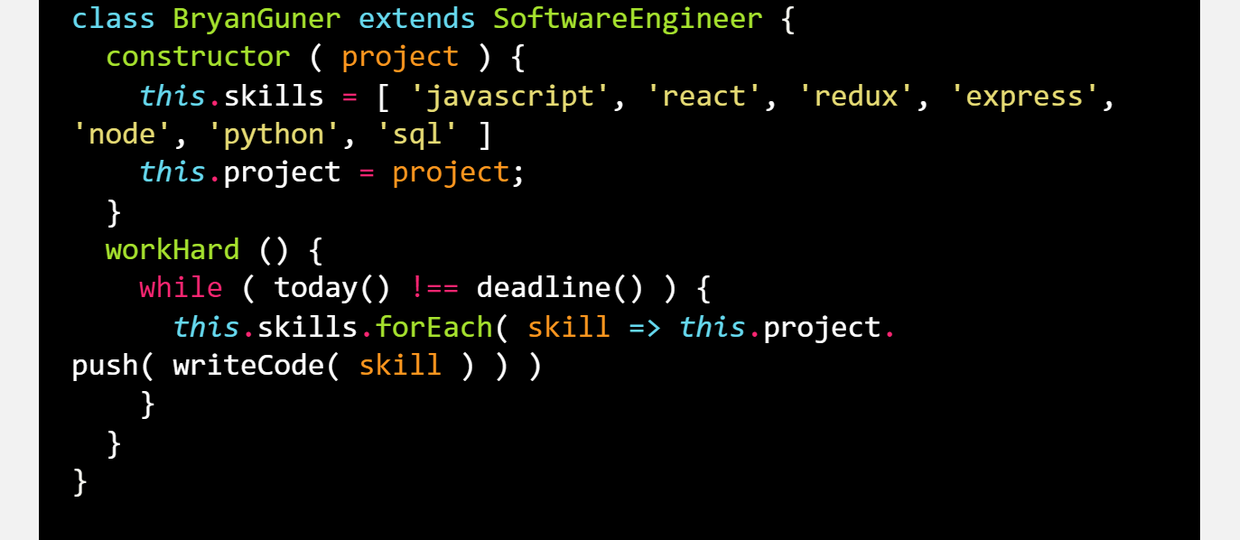 class BryanGuner extends SoftwareEngineer {
  constructor ( project ) {
    this.skills = [ 'javascript', 'react', 'redux', 'express',
'node', 'python', 'sql' ]
    this.project = project;
  }
  workHard () {
    while ( today() !== deadline() ) {
      this.skills.forEach( skill => this.project.
push( writeCode( skill ) ) )
    }
  }
}